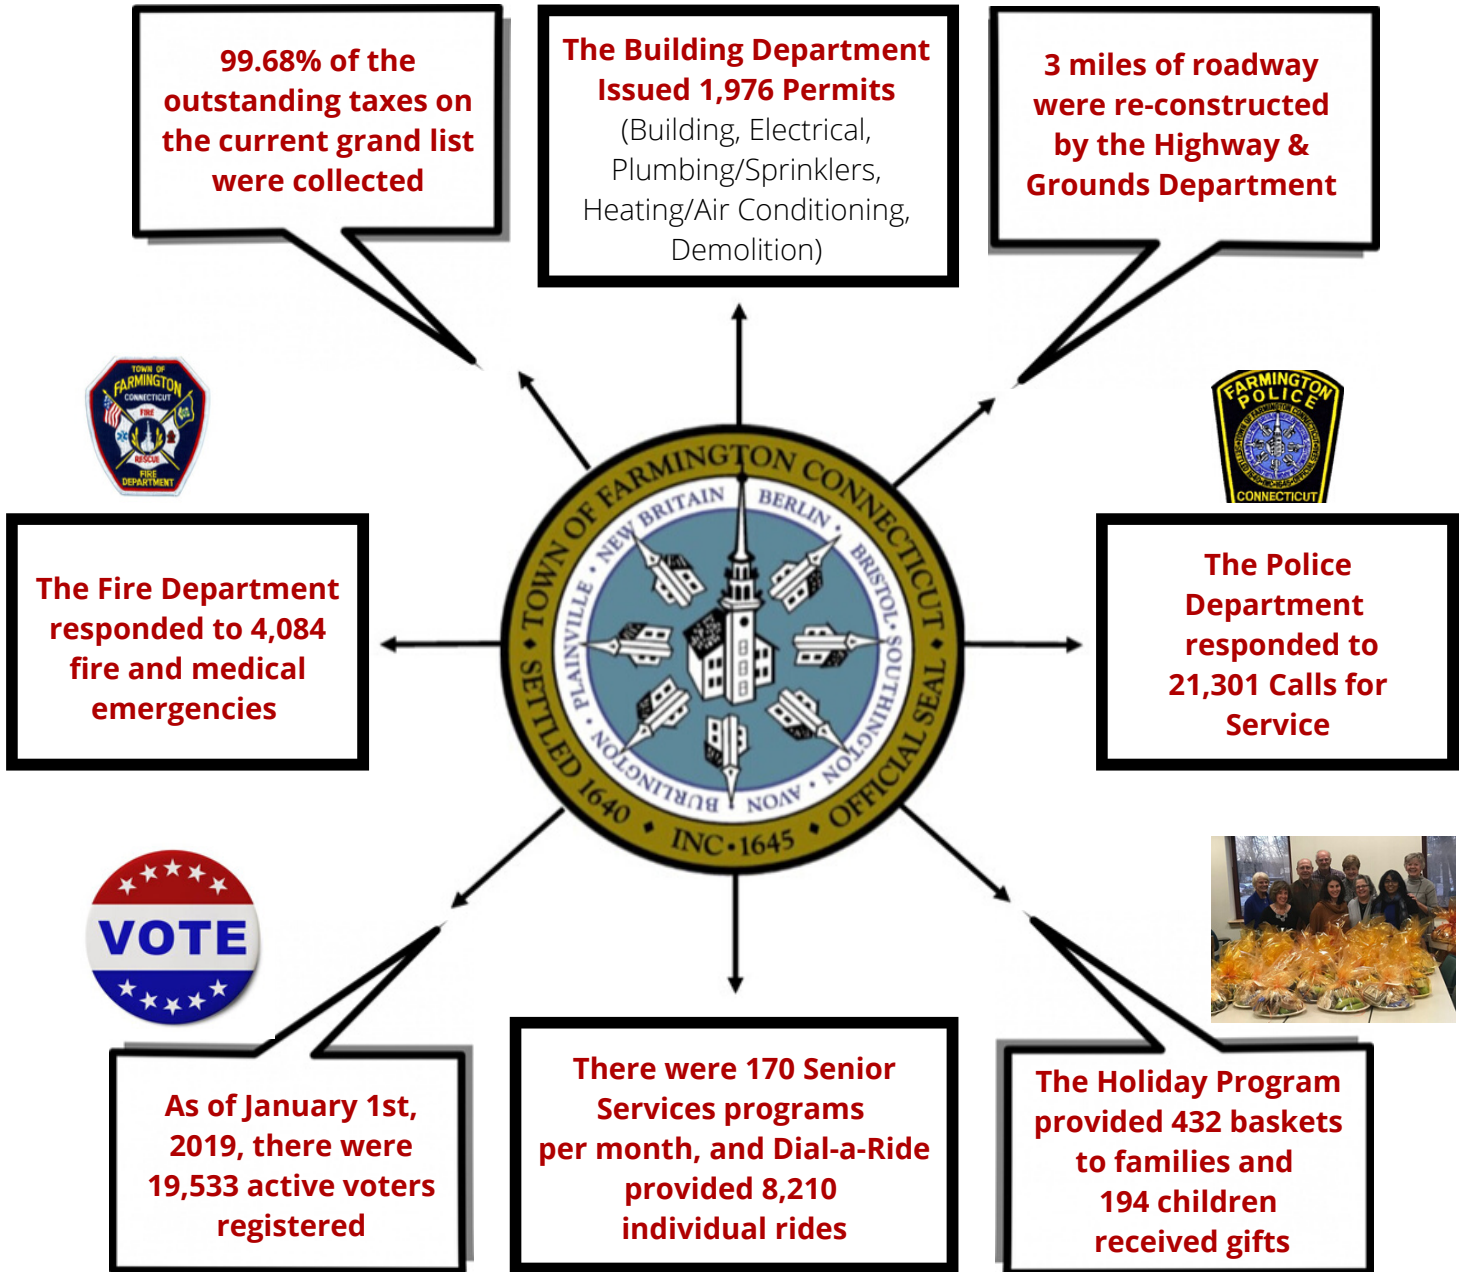 99.68% of the
outstanding taxes on
the current grand list
were collected
The Building Department
Issued 1,976 Permits
(Building, Electrical,
Plumbing/Sprinklers,
Heating/Air Conditioning,
Demolition)
3 miles of roadway
were re-constructed
by the Highway &
Grounds Department
TOWN OF
FARMINGTON
CONNECTICUT
FIRE
RESCUE
FIRE
DEPARTMENT
FARMINGTON
POLICE
CONNECTICUT
The Fire Department
responded to 4,084
fire and medical
emergencies
TOWN OF FARMINGTON CONNECTICUT
SETTLED 1640 ♦ INC•1645 ♦ OFFICIAL SEAL
BURLINGTON • PLAINVILLE • NEW BRITAIN • BERLIN • BRISTOL • SOUTHINGTON • AVON
The Police
Department
responded to
21,301 Calls for
Service
VOTE
As of January 1st,
2019, there were
19,533 active voters
registered
There were 170 Senior
Services programs
per month, and Dial-a-Ride
provided 8,210
individual rides
The Holiday Program
provided 432 baskets
to families and
194 children
received gifts